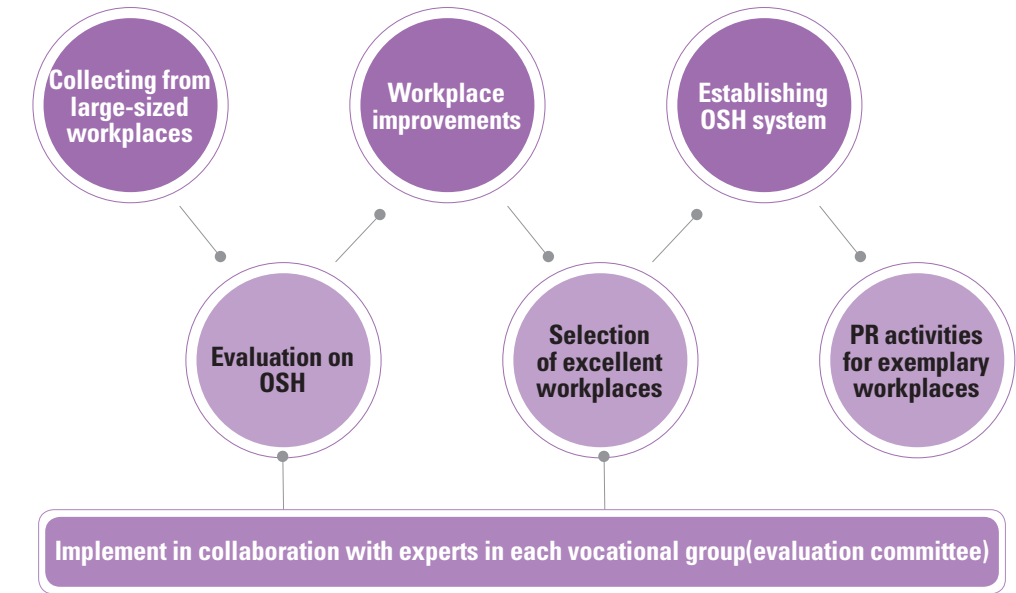 Collecting from
large-sized
workplaces
Workplace
improvements
Establishing
OSH system
Evaluation on
OSH
Selection
of excellent
workplaces
PR activities
for exemplary
workplaces
Implement in collaboration with experts in each vocational group(evaluation committee)